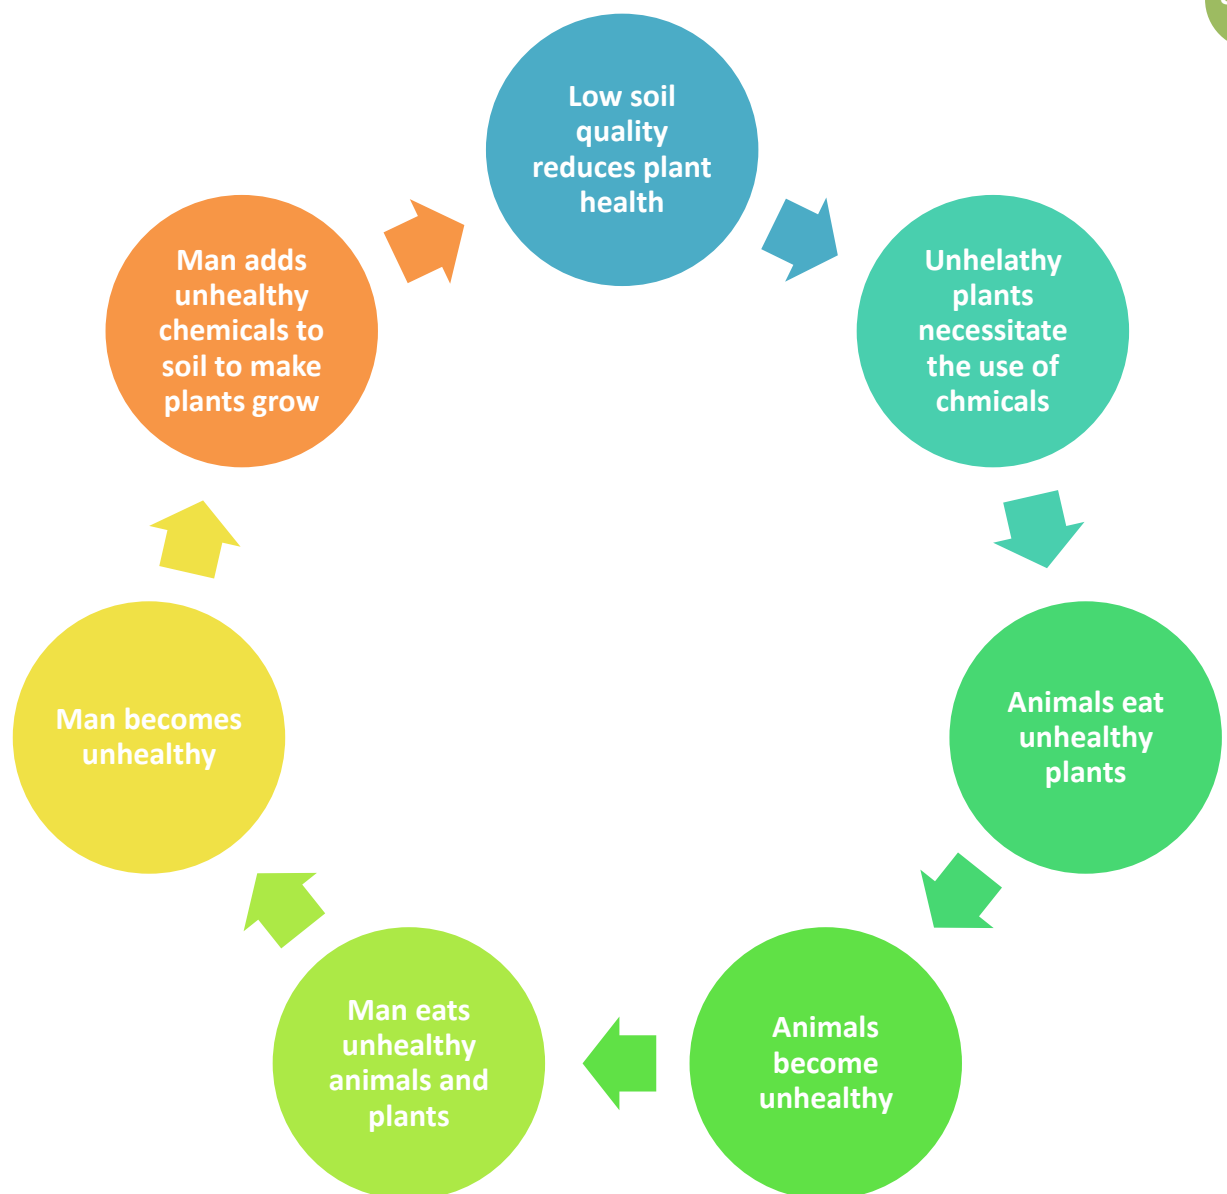 Low soil
quality
reduces plant
health
Unhelathy
plants
necessitate
the use of
chmicals
Animals eat
unhealthy
plants
Animals
become
unhealthy
Man eats
unhealthy
animals and
plants
Man becomes
unhealthy
Man adds
unhealthy
chemicals to
soil to make
plants grow